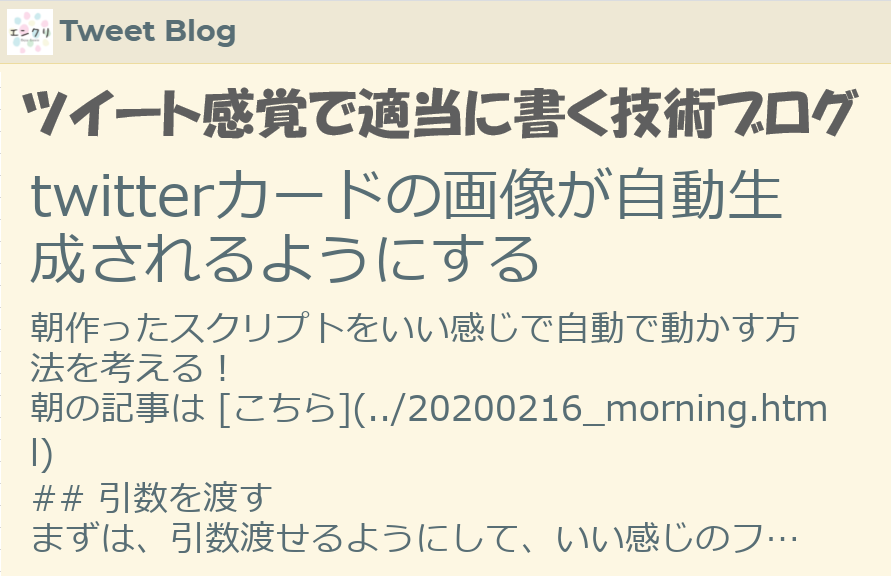 エンクリ
Tweet Blog
ツイート感覚で適当に書く技術ブログ
twitterカードの画像が自動生
成されるようにする
朝作ったスクリプトをいい感じで自動で動かす方
法を考える！
朝の記事は [こちら](../20200216_morning.htm
l)
## 引数を渡す
まずは、引数渡せるようにして、いい感じのフ…